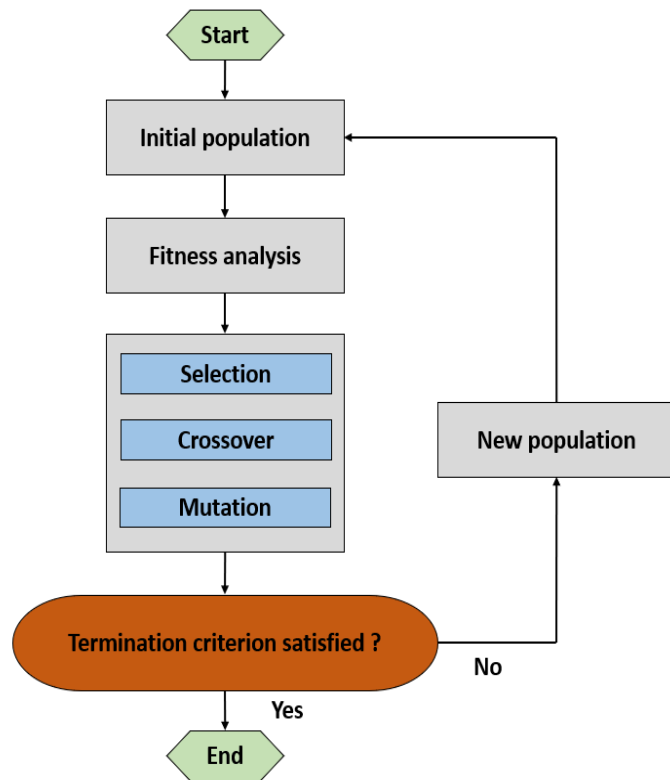 Start
Initial population
Fitness analysis
Selection
Crossover
Mutation
New population
Termination criterion satisfied ?
No
Yes
End